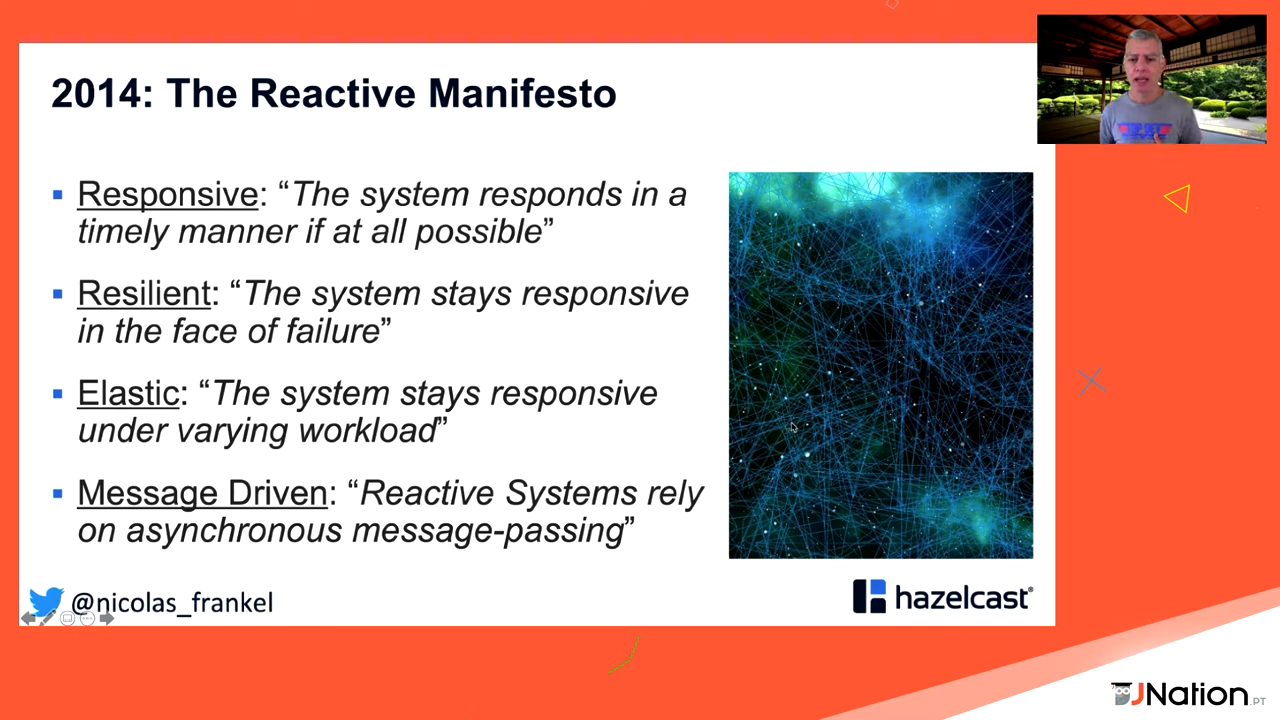 2014: The Reactive Manifesto
▪ Responsive: “The system responds in a
timely manner if at all possible”
▪ Resilient: “The system stays responsive
in the face of failure”
▪ Elastic: “The system stays responsive
under varying workload”
▪ Message Driven: “Reactive Systems rely
on asynchronous message-passing”
@nicolas_frankel
hazelcast®
JNation.PT